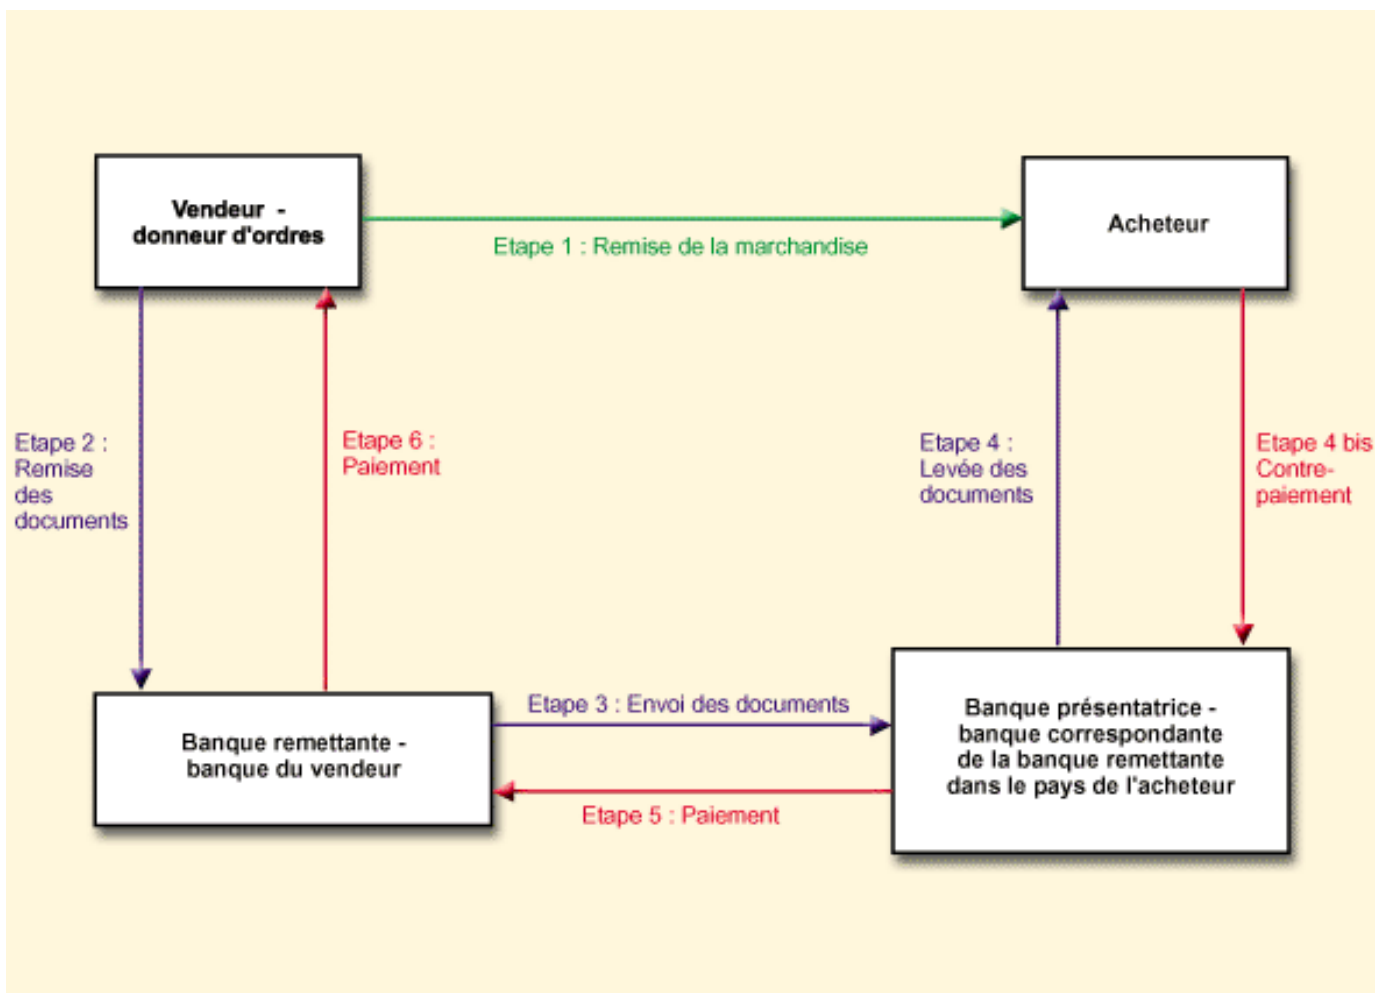 Vendeur -
donneur d'ordres
Acheteur
Etape 1 : Remise de la marchandise
Etape 2 :
Remise
des
documents
Etape 6 :
Paiement
Etape 4 :
Levée des
documents
Etape 4 bis
Contre-
paiement
Etape 3 : Envoi des documents
Banque remettante -
banque du vendeur
Banque présentatrice -
banque correspondante
de la banque remettante
dans le pays de l'acheteur
Etape 5 : Paiement